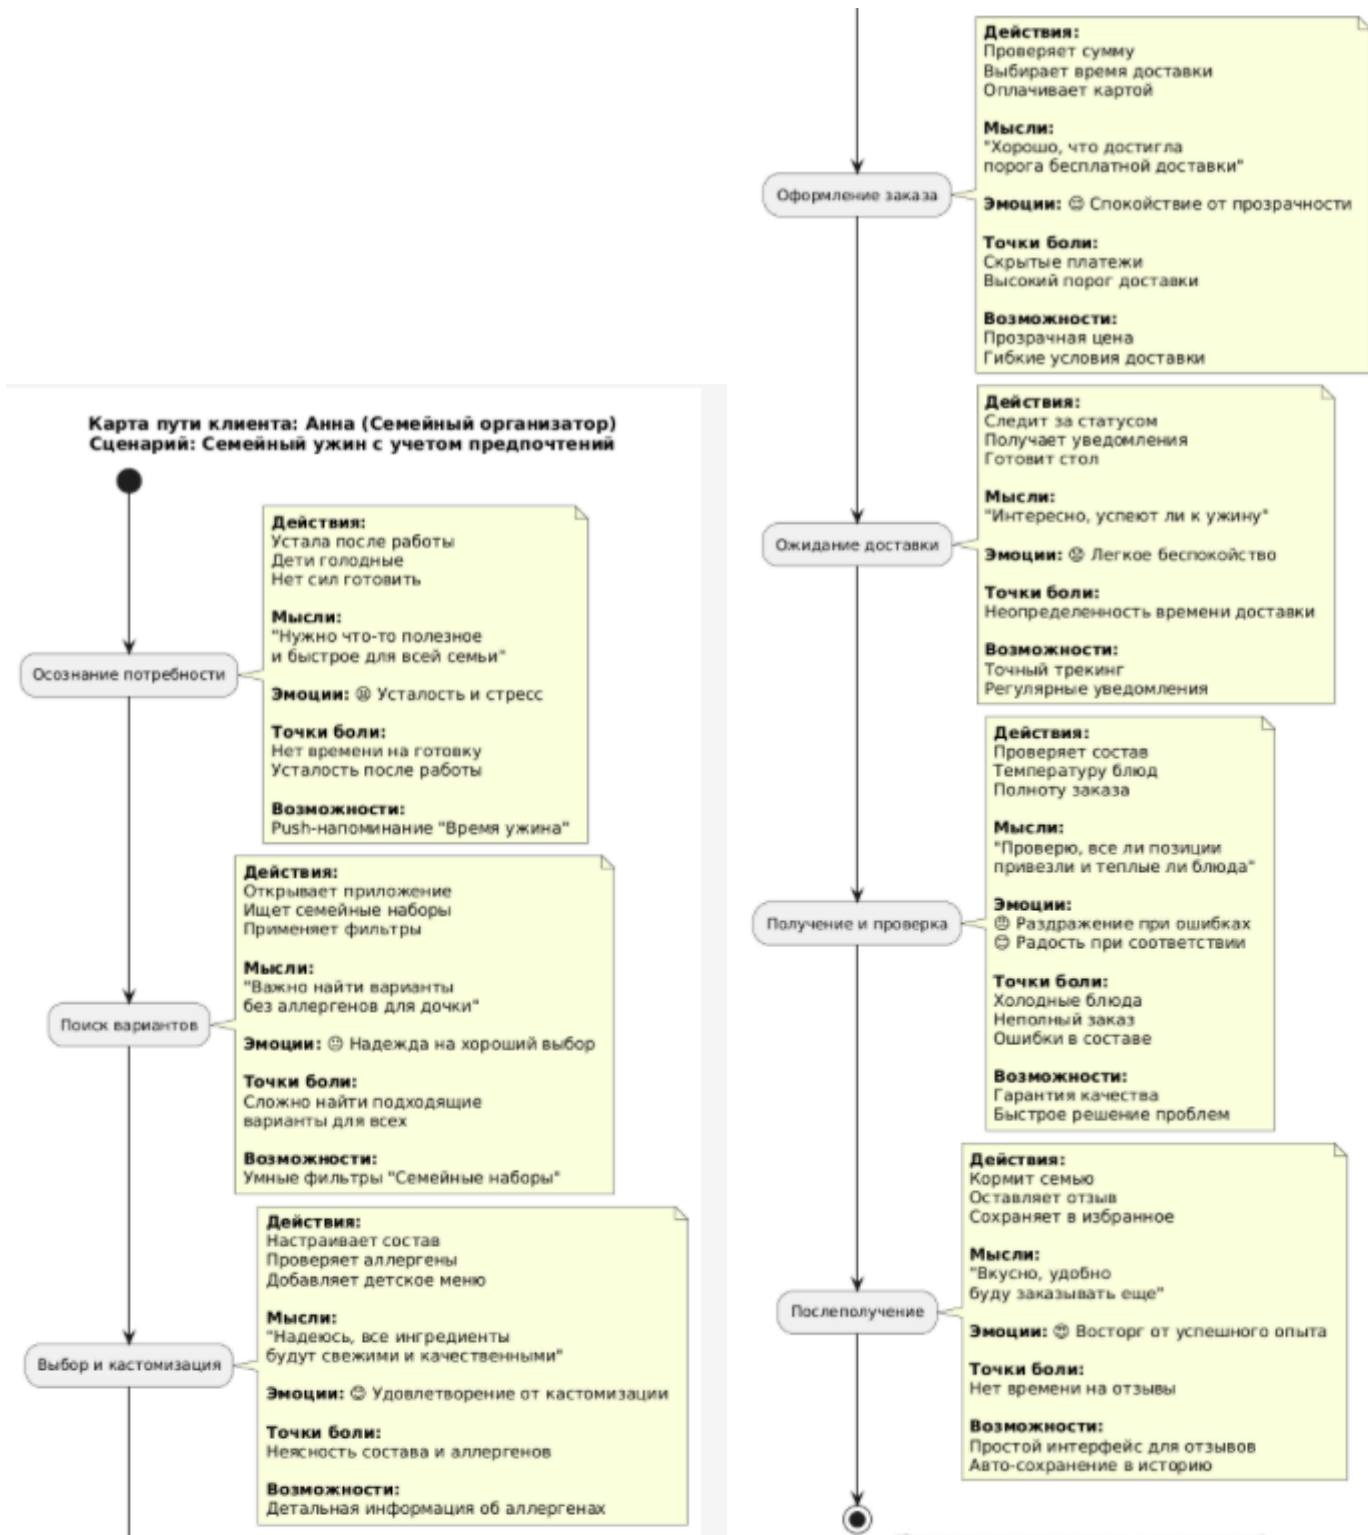 Карта пути клиента: Анна (Семейный организатор)
Сценарий: Семейный ужин с учетом предпочтений
Действия:
Устала после работы
Дети голодные
Нет сил готовить
Мысли:
"Нужно что-то полезное
и быстрое для всей семьи"
Осознание потребности
Эмоции: 😫 Усталость и стресс
Точки боли:
Нет времени на готовку
Усталость после работы
Возможности:
Push-напоминание "Время ужина"
Действия:
Открывает приложение
Ищет семейные наборы
Применяет фильтры
Мысли:
"Важно найти варианты
без аллергенов для дочки"
Поиск вариантов
Эмоции: 😐 Надежда на хороший выбор
Точки боли:
Сложно найти подходящие
варианты для всех
Возможности:
Умные фильтры "Семейные наборы"
Действия:
Настраивает состав
Проверяет аллергены
Добавляет детское меню
Мысли:
"Надеюсь, все ингредиенты
будут свежими и качественными"
Выбор и кастомизация
Эмоции: 😊 Удовлетворение от кастомизации
Точки боли:
Неясность состава и аллергенов
Возможности:
Детальная информация об аллергенах
Действия:
Проверяет сумму
Выбирает время доставки
Оплачивает картой
Мысли:
"Хорошо, что достигла
порога бесплатной доставки"
Оформление заказа
Эмоции: 😌 Спокойствие от прозрачности
Точки боли:
Скрытые платежи
Высокий порог доставки
Возможности:
Прозрачная цена
Гибкие условия доставки
Действия:
Следит за статусом
Получает уведомления
Готовит стол
Мысли:
"Интересно, успеют ли к ужину"
Ожидание доставки
Эмоции: 😟 Легкое беспокойство
Точки боли:
Неопределенность времени доставки
Возможности:
Точный трекинг
Регулярные уведомления
Действия:
Проверяет состав
Температуру блюд
Полноту заказа
Мысли:
"Проверю, все ли позиции
привезли и теплые ли блюда"
Получение и проверка
Эмоции:
😠 Раздражение при ошибках
😊 Радость при соответствии
Точки боли:
Холодные блюда
Неполный заказ
Ошибки в составе
Возможности:
Гарантия качества
Быстрое решение проблем
Действия:
Кормит семью
Оставляет отзыв
Сохраняет в избранное
Мысли:
"Вкусно, удобно
буду заказывать еще"
Послеполучение
Эмоции: 😍 Восторг от успешного опыта
Точки боли:
Нет времени на отзывы
Возможности:
Простой интерфейс для отзывов
Авто-сохранение в историю